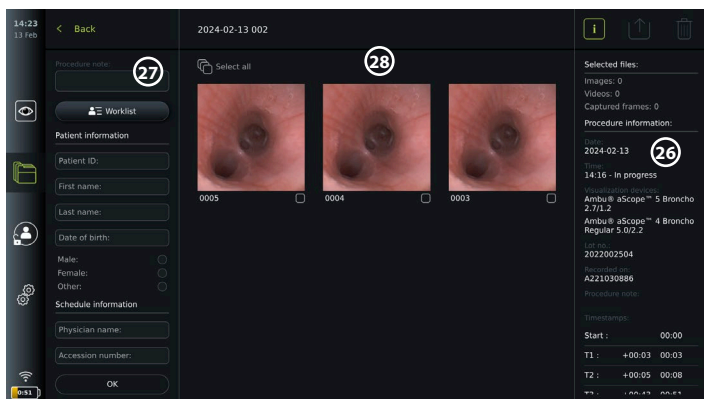 14:23
13 Feb
0:51
< Back
Procedure note:
27
Worklist
Patient information
Patient ID:
First name:
Last name:
Date of birth:
Male:
Female:
Other:
Schedule information
Physician name:
Accession number:
OK
2024-02-13 002
Select all
28
0005
0004
0003
i
Selected files:
Images: 0
Videos: 0
Captured frames: 0
Procedure information:
Date:
2024-02-13
26
Time:
14:16 - In progress
Visualization devices:
Ambu® aScope™ 5 Broncho
2.7/1.2
Ambu® aScope™ 4 Broncho
Regular 5.0/2.2
Lot no.:
2022002504
Recorded on:
A221030886
Procedure note:
Timestamps:
Start : 00:00
T1 : +00:03 00:03
T2 : +00:05 00:08